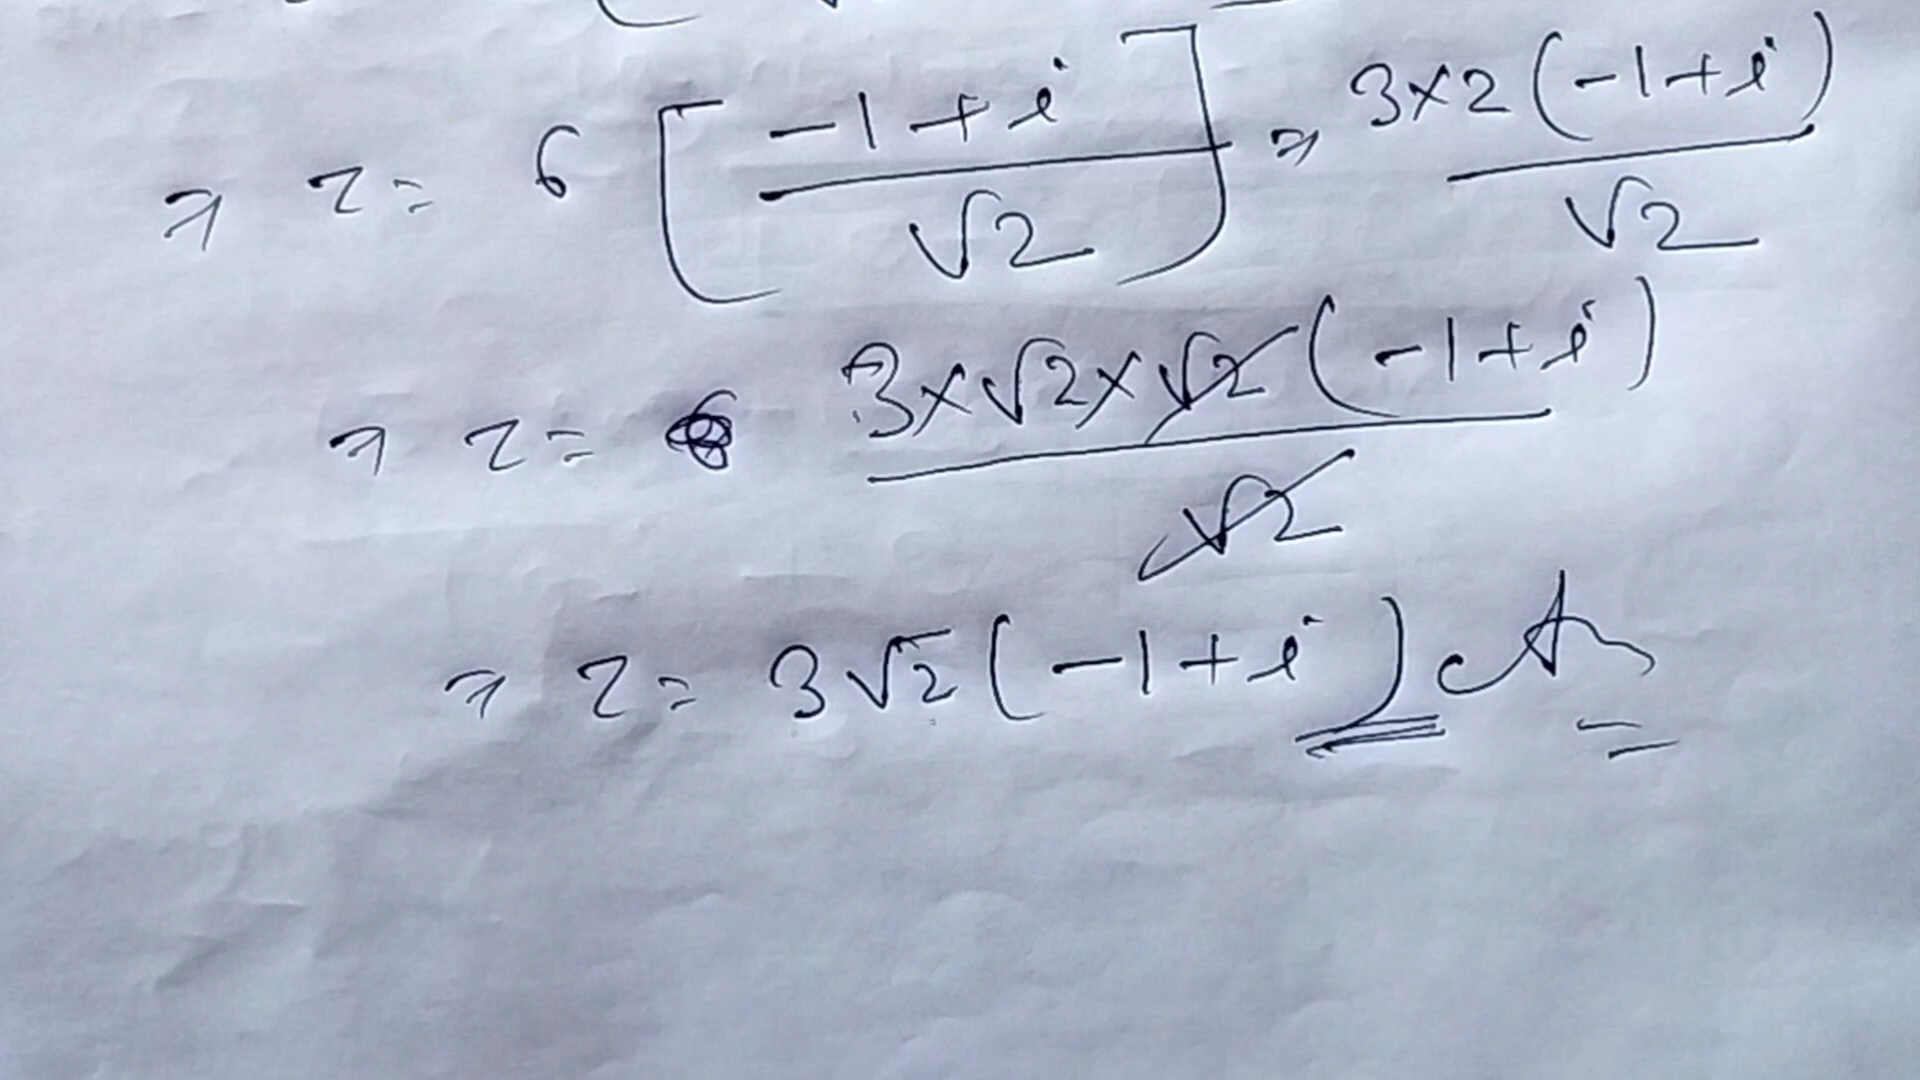 ⇒ z = 6 [ (-1+i)/√2 ] ⇒ 3×2(-1+i)/√2
⇒ z = 3×√2×√2(-1+i)/√2
⇒ z = 3√2(-1+i) Ans